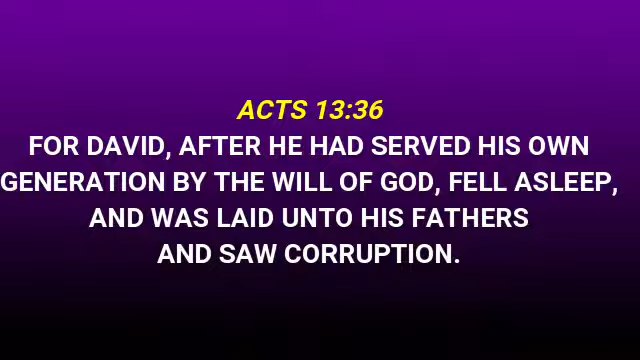 ACTS 13:36
FOR DAVID, AFTER HE HAD SERVED HIS OWN
GENERATION BY THE WILL OF GOD, FELL ASLEEP,
AND WAS LAID UNTO HIS FATHERS
AND SAW CORRUPTION.